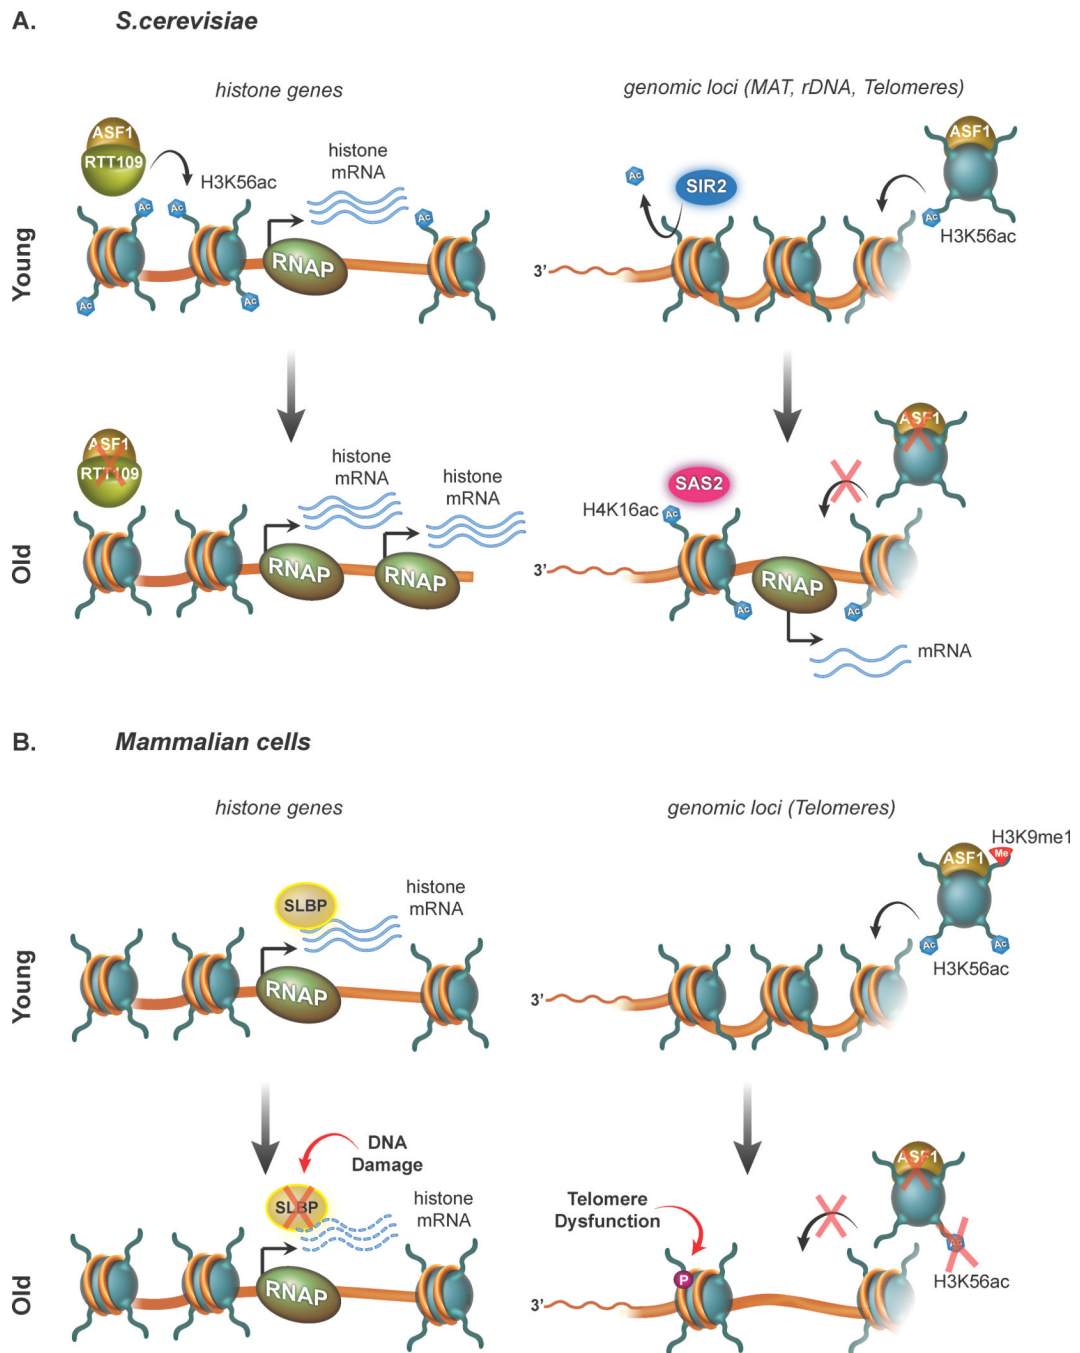 A. S.cerevisiae
histone genes
genomic loci (MAT, rDNA, Telomeres)
Young
ASF1
RTT109
H3K56ac
histone
mRNA
Ac
Ac
Ac
Ac
Ac
RNAP
Ac
SIR2
3'
ASF1
Ac
H3K56ac
Old
ASF1
RTT109
histone
mRNA
histone
mRNA
RNAP
RNAP
SAS2
H4K16ac
Ac
Ac
Ac
3'
RNAP
mRNA
ASF1
B. Mammalian cells
histone genes
genomic loci (Telomeres)
Young
SLBP
histone
mRNA
RNAP
3'
H3K9me1
Me
ASF1
Ac
Ac
H3K56ac
Old
DNA
Damage
SLBP
histone
mRNA
RNAP
Telomere
Dysfunction
P
3'
ASF1
Ac
H3K56ac